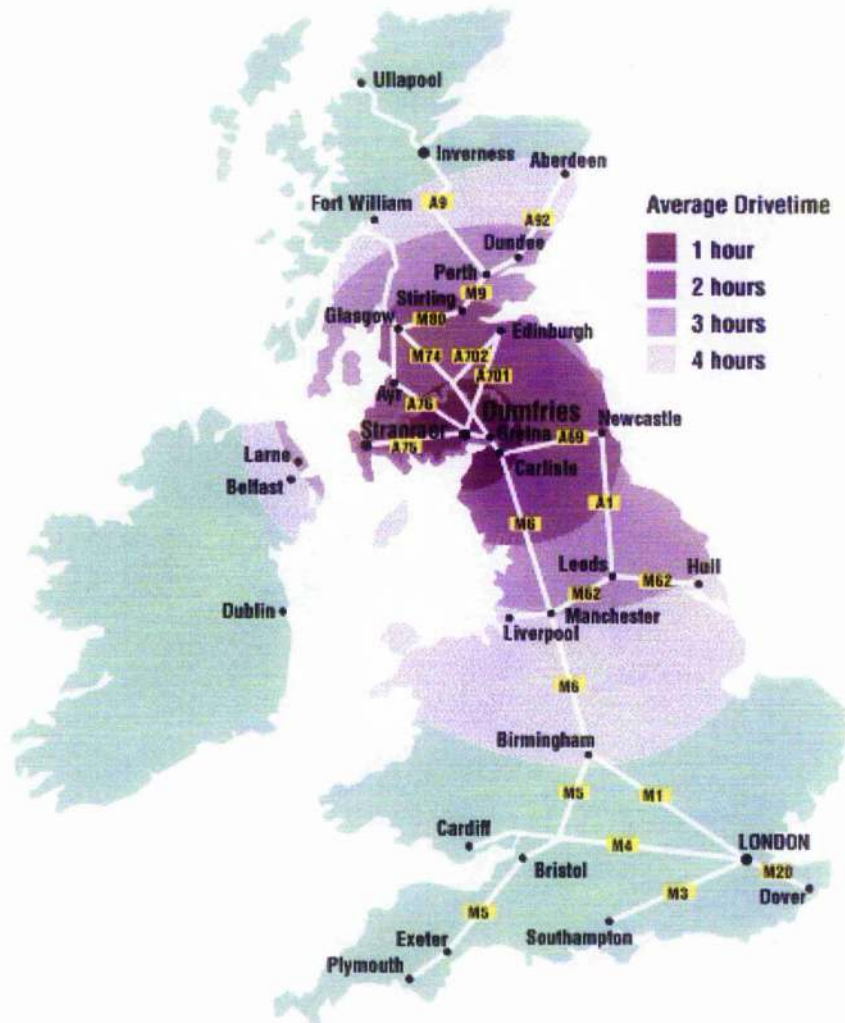 Ullapool
Inverness
Aberdeen
Fort William
A9
A92
Average Drivetime
1 hour
2 hours
3 hours
4 hours
Dundee
Perth
M9
Stirling
Glasgow
M80
Edinburgh
M74
A702
A701
Ayr
A76
Dumfries
Stranraer
Gretna
Newcastle
A75
A69
Carlisle
Larne
Belfast
M6
A1
Leeds
Hull
M62
M62
Dublin
Manchester
Liverpool
M6
Birmingham
M5
M1
Cardiff
LONDON
M4
Bristol
M20
Dover
M3
M5
Southampton
Exeter
Plymouth